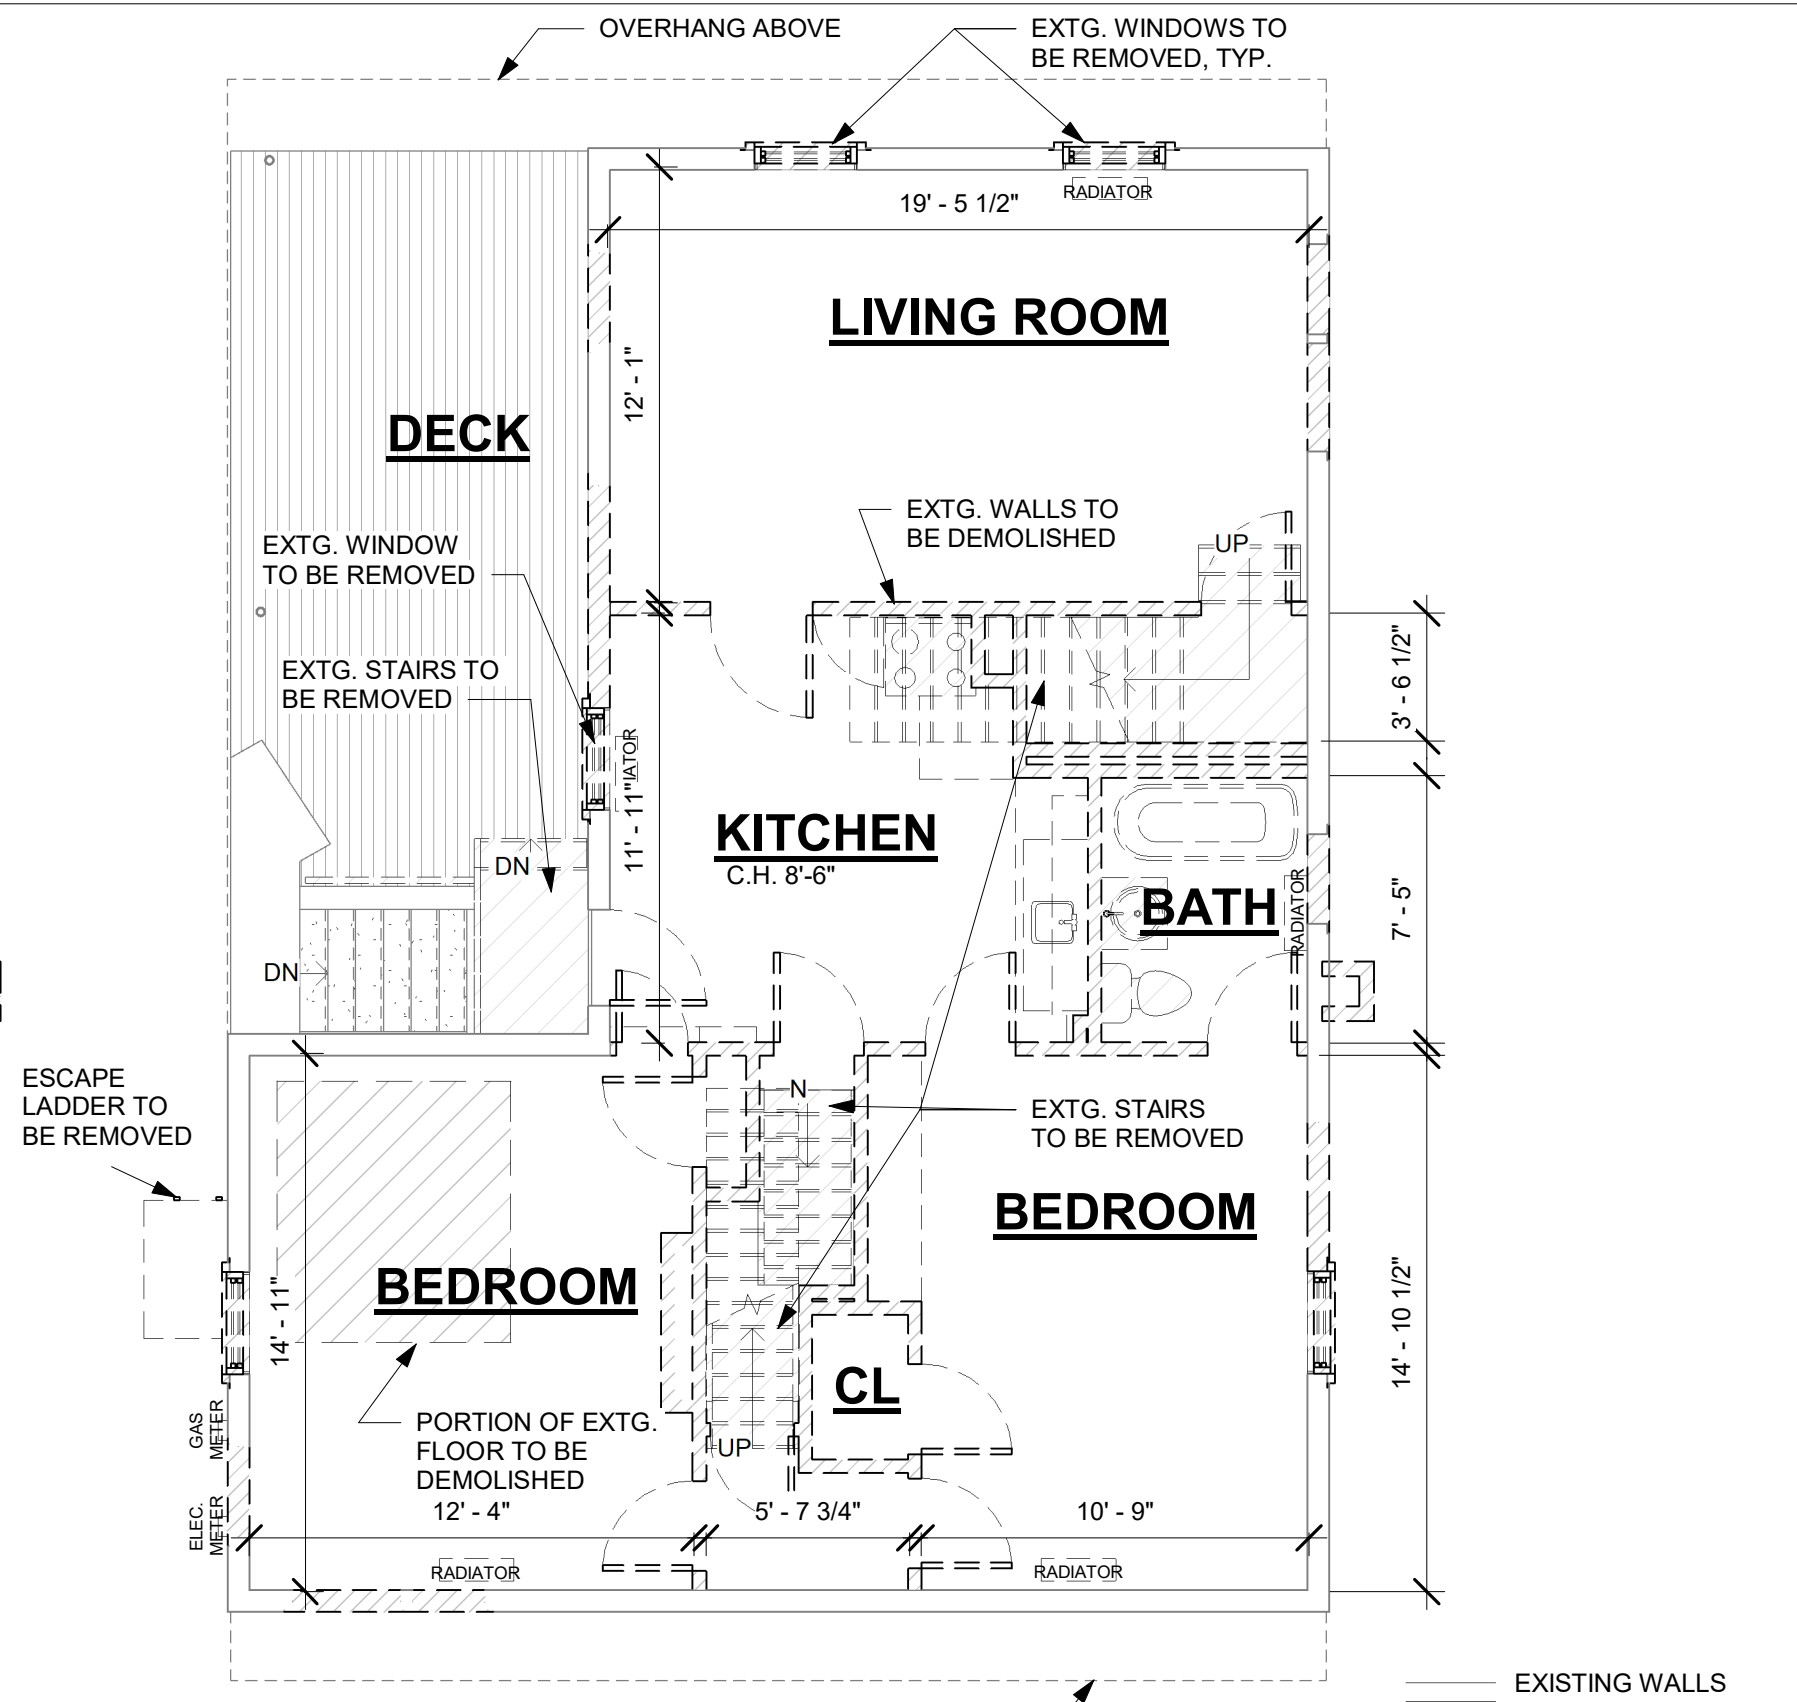 OVERHANG ABOVE
EXTG. WINDOWS TO
BE REMOVED, TYP.
RADIATOR
19' - 5 1/2"
LIVING ROOM
12' - 1"
DECK
EXTG. WALLS TO
BE DEMOLISHED
EXTG. WINDOW
TO BE REMOVED
UP
EXTG. STAIRS TO
BE REMOVED
3' - 6 1/2"
IATOR
11' - 11"
KITCHEN
C.H. 8'-6"
DN
BATH
RADIATOR
7' - 5"
DN
ESCAPE
LADDER TO
BE REMOVED
N
EXTG. STAIRS
TO BE REMOVED
BEDROOM
BEDROOM
14' - 11"
14' - 10 1/2"
CL
GAS
METER
PORTION OF EXTG.
FLOOR TO BE
DEMOLISHED
UP
ELEC.
METER
12' - 4"
5' - 7 3/4"
10' - 9"
RADIATOR
RADIATOR
EXISTING WALLS